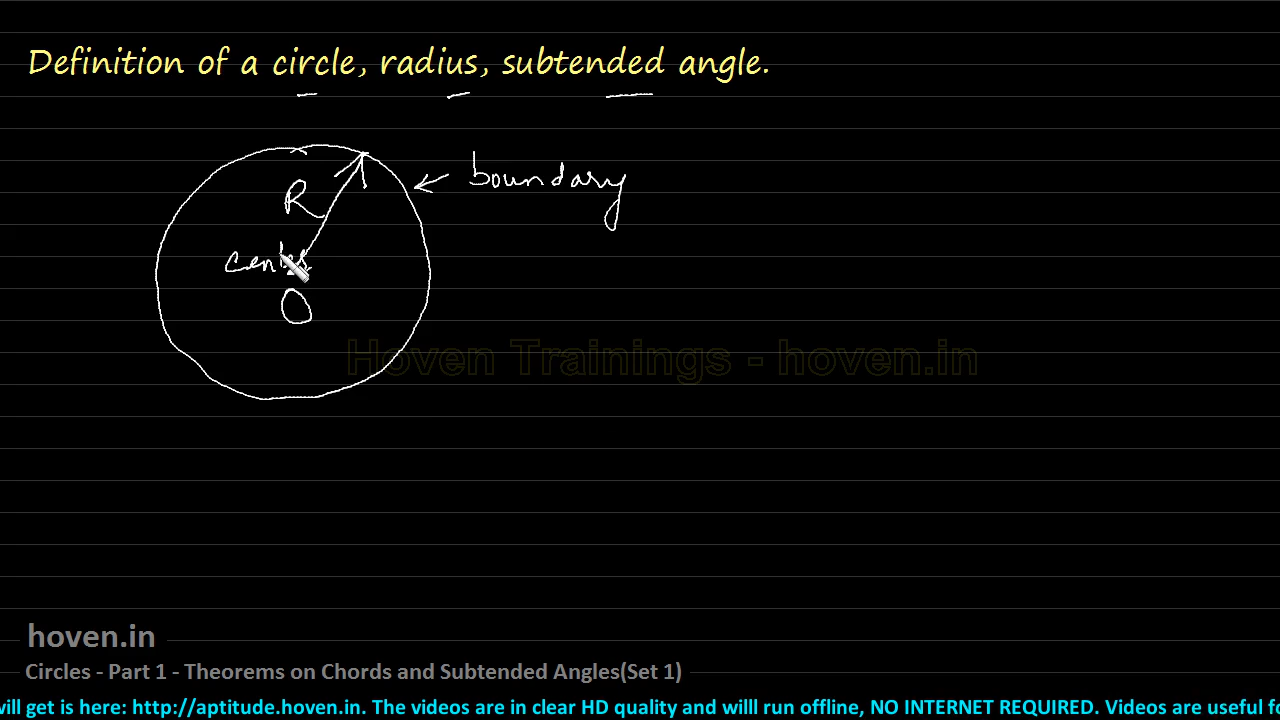 Definition of a circle, radius, subtended angle.
boundary
R
O
Hoven Trainings - hoven.in
hoven.in
Circles - Part 1 - Theorems on Chords and Subtended Angles(Set 1)
will get is here: http://aptitude.hoven.in. The videos are in clear HD quality and willl run offline, NO INTERNET REQUIRED. Videos are useful fo